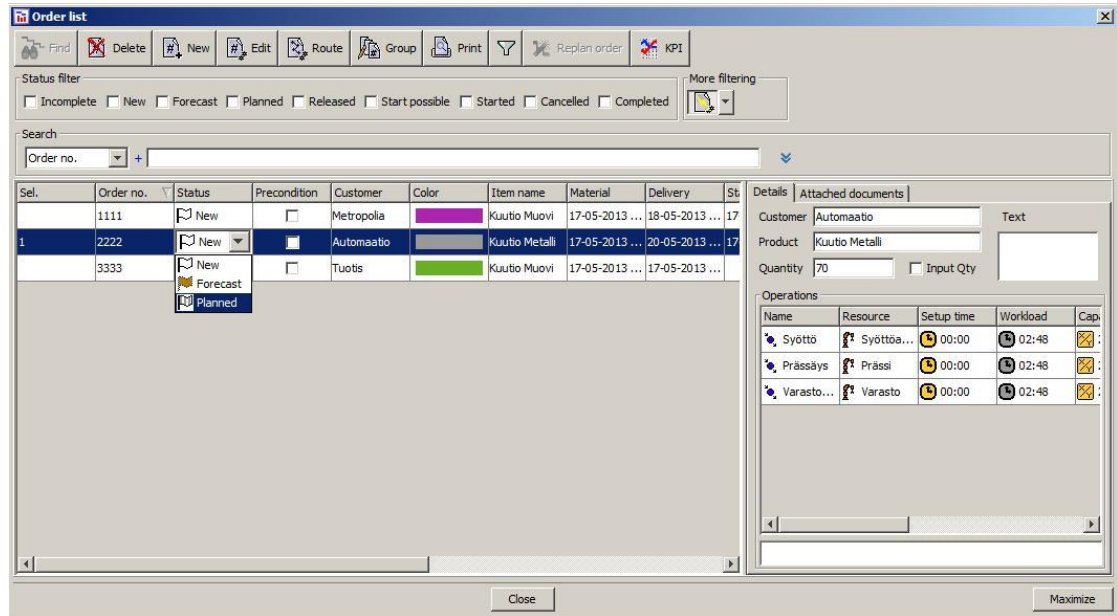 Order list
Find Delete New Edit Route Group Print Replan order KPI
Status filter More filtering
Incomplete New Forecast Planned Released Start possible Started Cancelled Completed
Search
Order no. +
Sel. Order no. Status Precondition Customer Color Item name Material Delivery Sta
1111 New Metropolia Kuutio Muovi 17-05-2013 ... 18-05-2013 ... 17
1 2222 New Automaatio Kuutio Metalli 17-05-2013 ... 20-05-2013 ... 17
3333 Tuotis Kuutio Muovi 17-05-2013 ... 17-05-2013 ...
New
Forecast
Planned
Details Attached documents
Customer Automaatio Text
Product Kuutio Metalli
Quantity 70 Input Qty
Operations
Name Resource Setup time Workload Capa
Syöttö Syöttöa... 00:00 02:48
Prässäys Prässi 00:00 02:48
Varasto... Varasto 00:00 02:48
Close Maximize